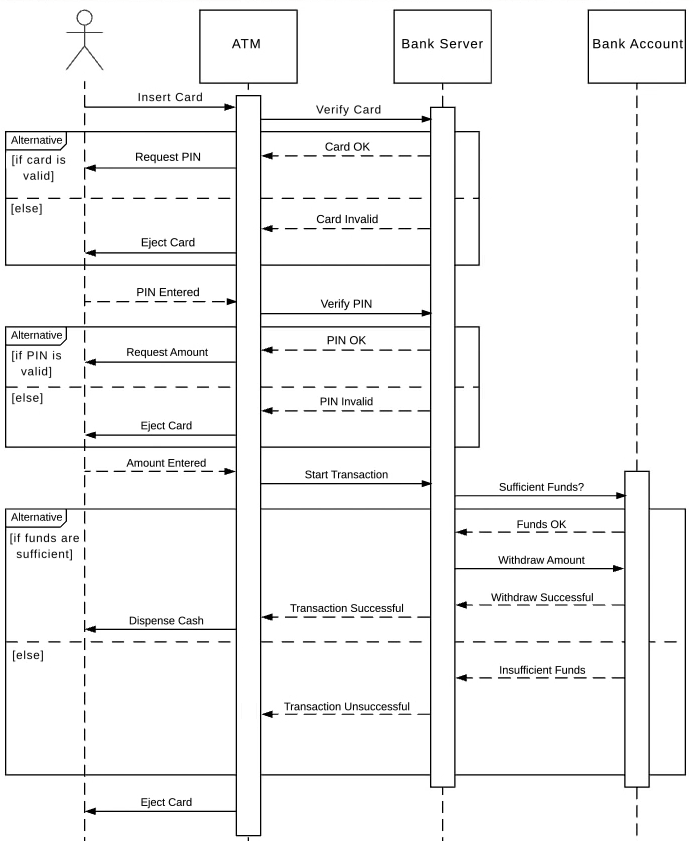 ATM
Bank Server
Bank Account
Insert Card
Verify Card
Alternative
[if card is
valid]
Card OK
Request PIN
[else]
Card Invalid
Eject Card
PIN Entered
Verify PIN
Alternative
[if PIN is
valid]
PIN OK
Request Amount
[else]
PIN Invalid
Eject Card
Amount Entered
Start Transaction
Sufficient Funds?
Alternative
[if funds are
sufficient]
Funds OK
Withdraw Amount
Withdraw Successful
Transaction Successful
Dispense Cash
[else]
Insufficient Funds
Transaction Unsuccessful
Eject Card